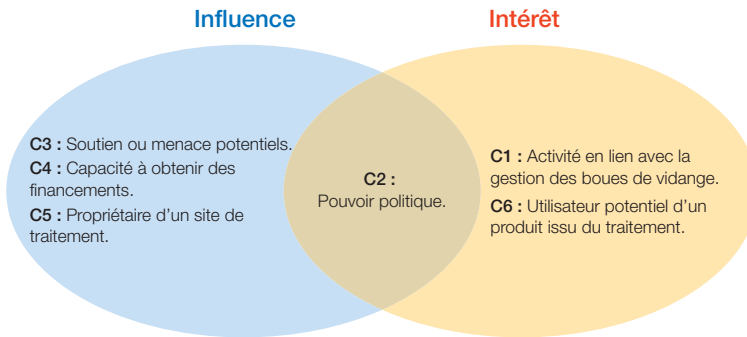 Influence
Intérêt
C3 : Soutien ou menace potentiels.
C4 : Capacité à obtenir des
financements.
C5 : Propriétaire d'un site de
traitement.
C2 :
Pouvoir politique.
C1 : Activité en lien avec la
gestion des boues de vidange.
C6 : Utilisateur potentiel d'un
produit issu du traitement.